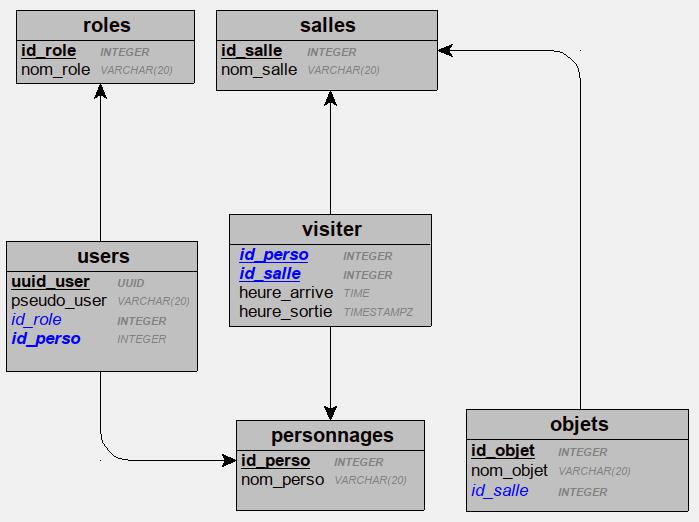 roles
id_role INTEGER
nom_role VARCHAR(20)
salles
id_salle INTEGER
nom_salle VARCHAR(20)
users
uuid_user UUID
pseudo_user VARCHAR(20)
id_role INTEGER
id_perso INTEGER
visiter
id_perso INTEGER
id_salle INTEGER
heure_arrive TIME
heure_sortie TIMESTAMPZ
personnages
id_perso INTEGER
nom_perso VARCHAR(20)
objets
id_objet INTEGER
nom_objet VARCHAR(20)
id_salle INTEGER